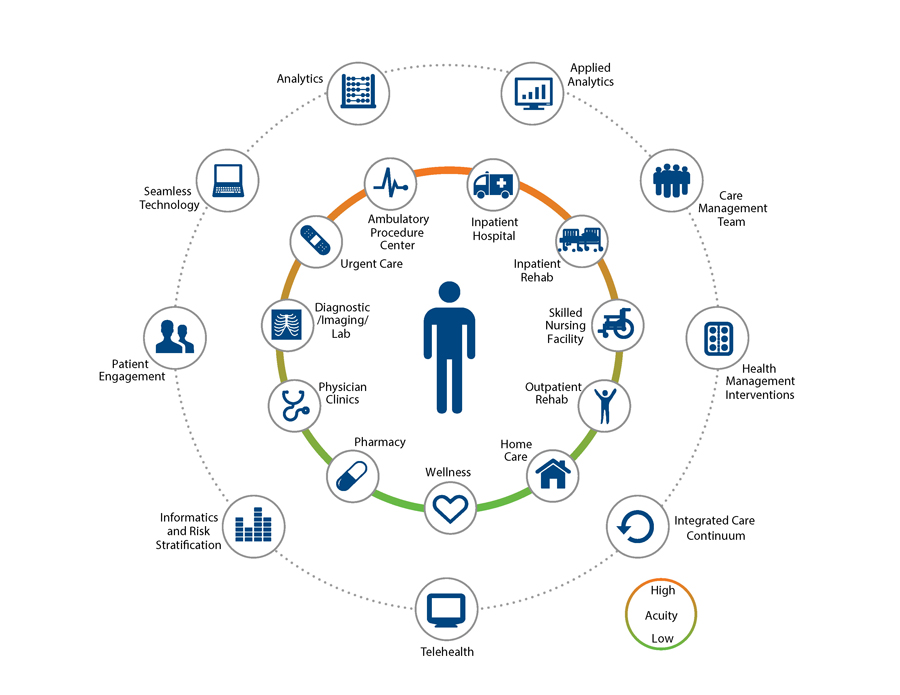 Analytics
Applied
Analytics
Seamless
Technology
Care
Management
Team
Ambulatory
Procedure
Center
Inpatient
Hospital
Urgent Care
Inpatient
Rehab
Diagnostic
/Imaging/
Lab
Skilled
Nursing
Facility
Patient
Engagement
Health
Management
Interventions
Physician
Clinics
Outpatient
Rehab
Pharmacy
Home
Care
Wellness
Informatics
and Risk
Stratification
Integrated Care
Continuum
Telehealth
High
Acuity
Low